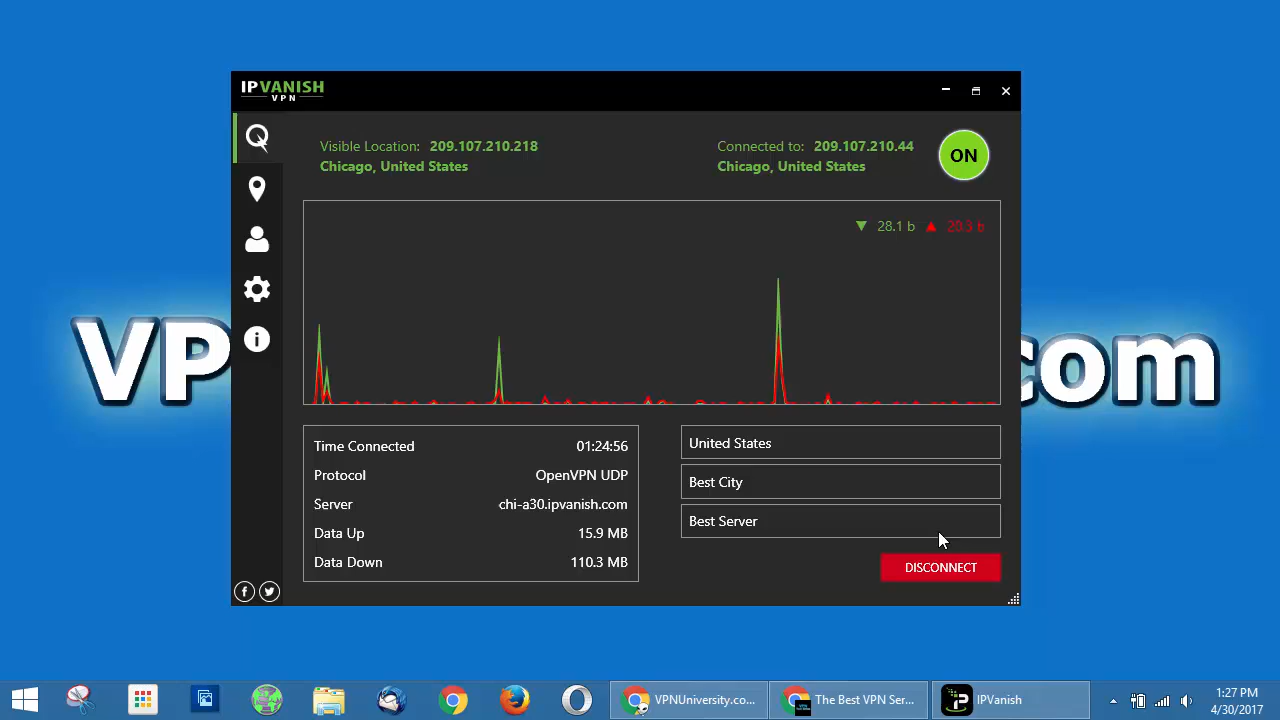 IPVANISH
VPN
Visible Location: 209.107.210.218
Chicago, United States
Connected to: 209.107.210.44
Chicago, United States
ON
▼ 28.1 b ▲ 20.3 b
VP
com
Time Connected 01:24:56
Protocol OpenVPN UDP
Server chi-a30.ipvanish.com
Data Up 15.9 MB
Data Down 110.3 MB
United States
Best City
Best Server
DISCONNECT
VPNUniversity.co...
The Best VPN Ser...
IPVanish
1:27 PM
4/30/2017